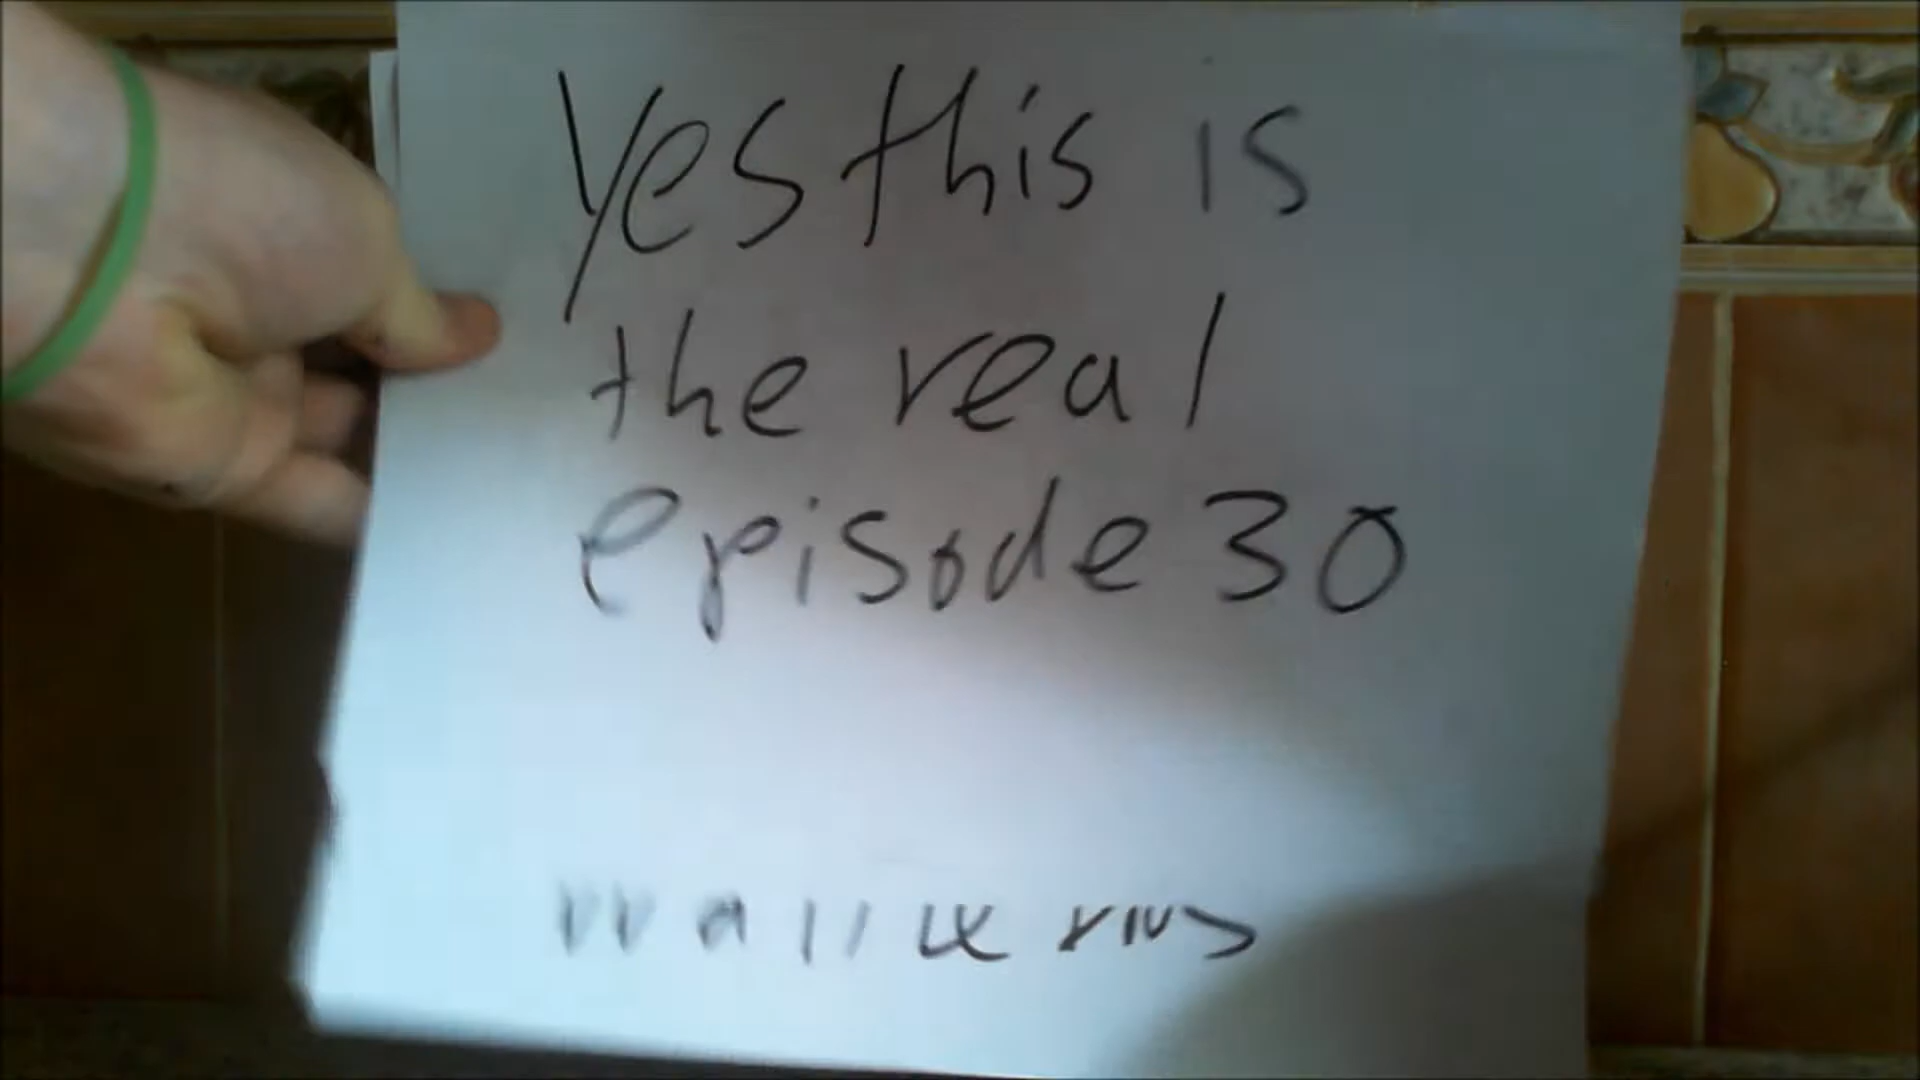 Yes this is
the real
episode 30